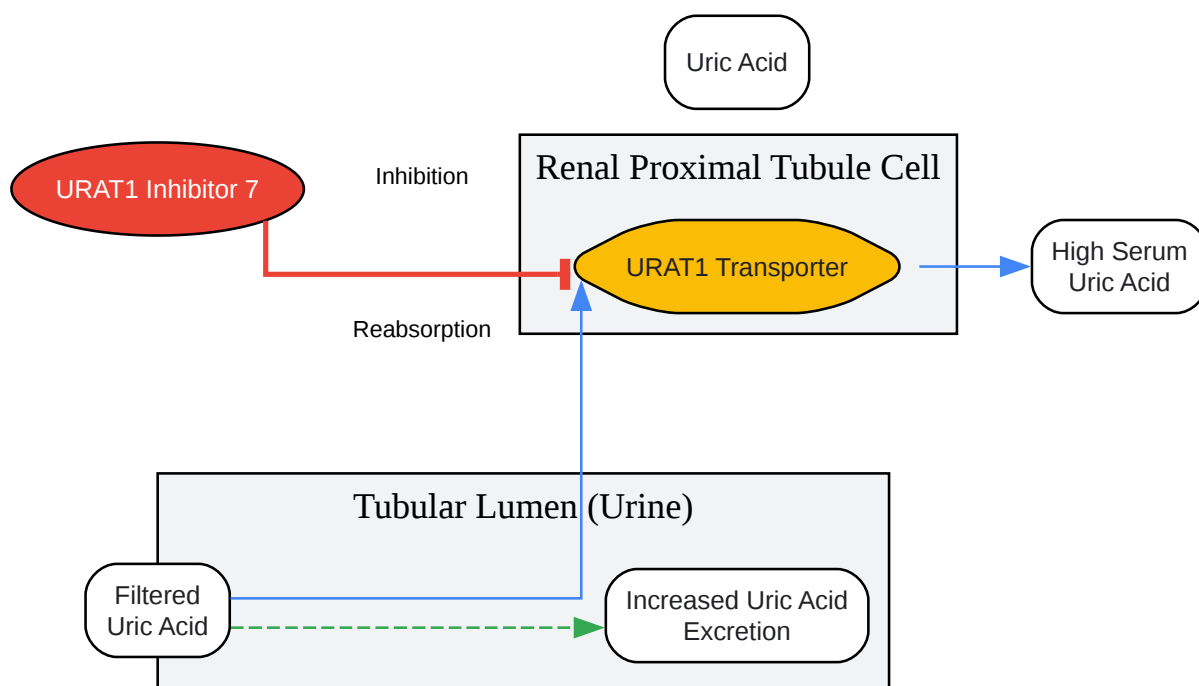 Uric Acid
Renal Proximal Tubule Cell
URAT1 Inhibitor 7
Inhibition
URAT1 Transporter
High Serum
Uric Acid
Reabsorption
Tubular Lumen (Urine)
Filtered
Uric Acid
Increased Uric Acid
Excretion